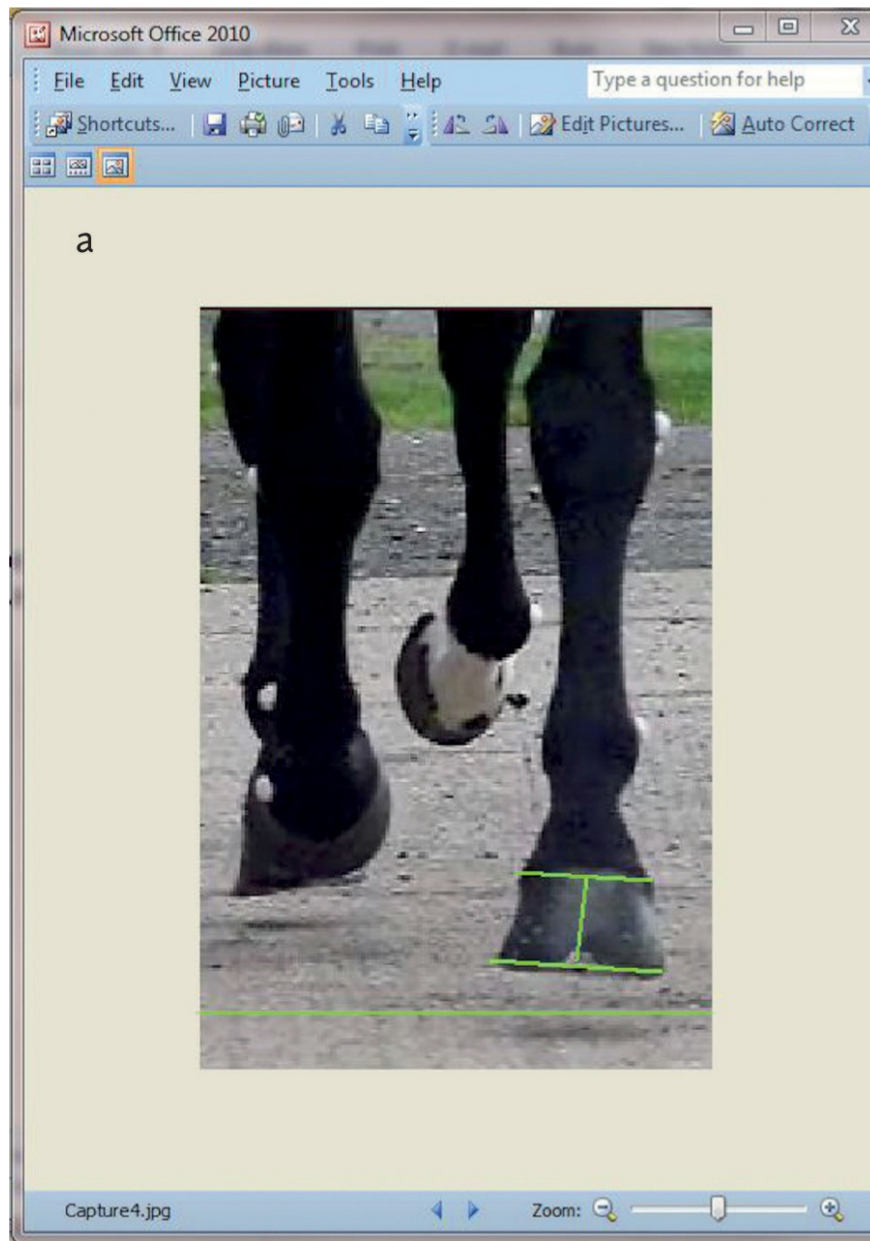 Microsoft Office 2010
File Edit View Picture Tools Help Type a question for help
Shortcuts... Edit Pictures... Auto Correct
a
Capture4.jpg Zoom: